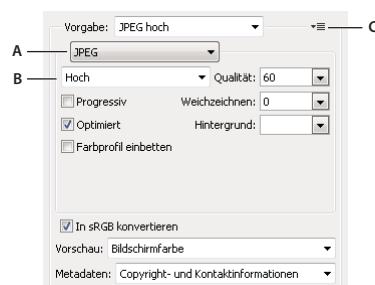 Vorgabe: JPEG hoch C
A JPEG
B Hoch Qualität: 60
Progressiv Weichzeichnen: 0
Optimiert Hintergrund:
Farbprofil einbetten
In sRGB konvertieren
Vorschau: Bildschirmfarbe
Metadaten: Copyright- und Kontaktinformationen